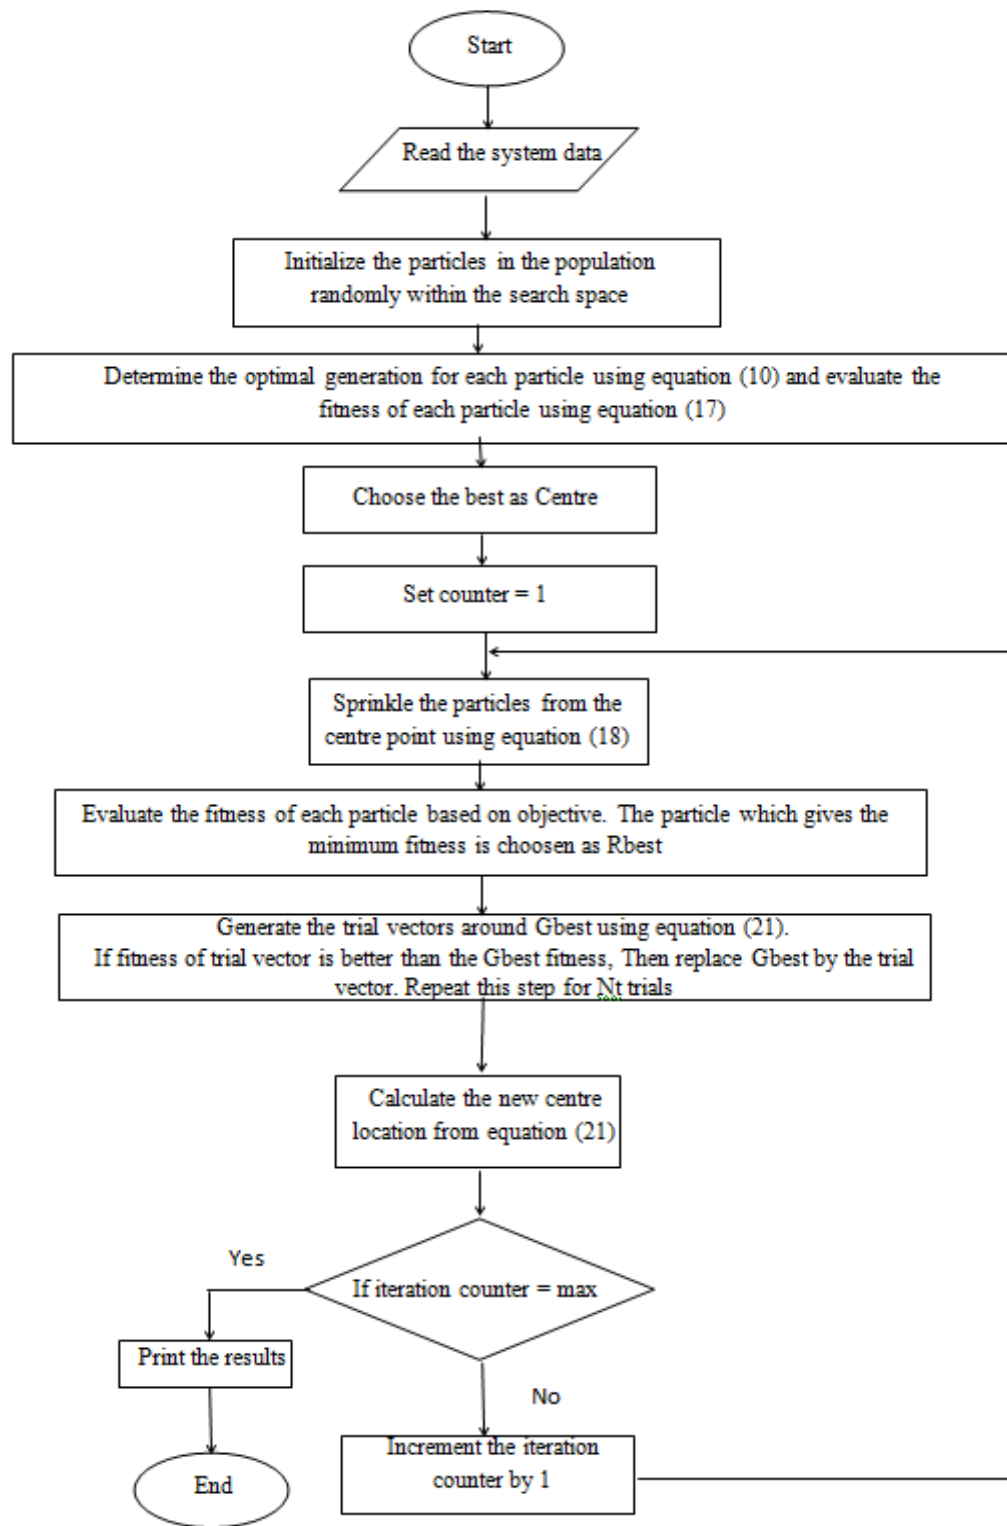 Start
Read the system data
Initialize the particles in the population
randomly within the search space
Determine the optimal generation for each particle using equation (10) and evaluate the
fitness of each particle using equation (17)
Choose the best as Centre
Set counter = 1
Sprinkle the particles from the
centre point using equation (18)
Evaluate the fitness of each particle based on objective. The particle which gives the
minimum fitness is choosen as Rbest
Generate the trial vectors around Gbest using equation (21).
If fitness of trial vector is better than the Gbest fitness, Then replace Gbest by the trial
vector. Repeat this step for Nt trials
Calculate the new centre
location from equation (21)
If iteration counter = max
Yes
Print the results
End
No
Increment the iteration
counter by 1